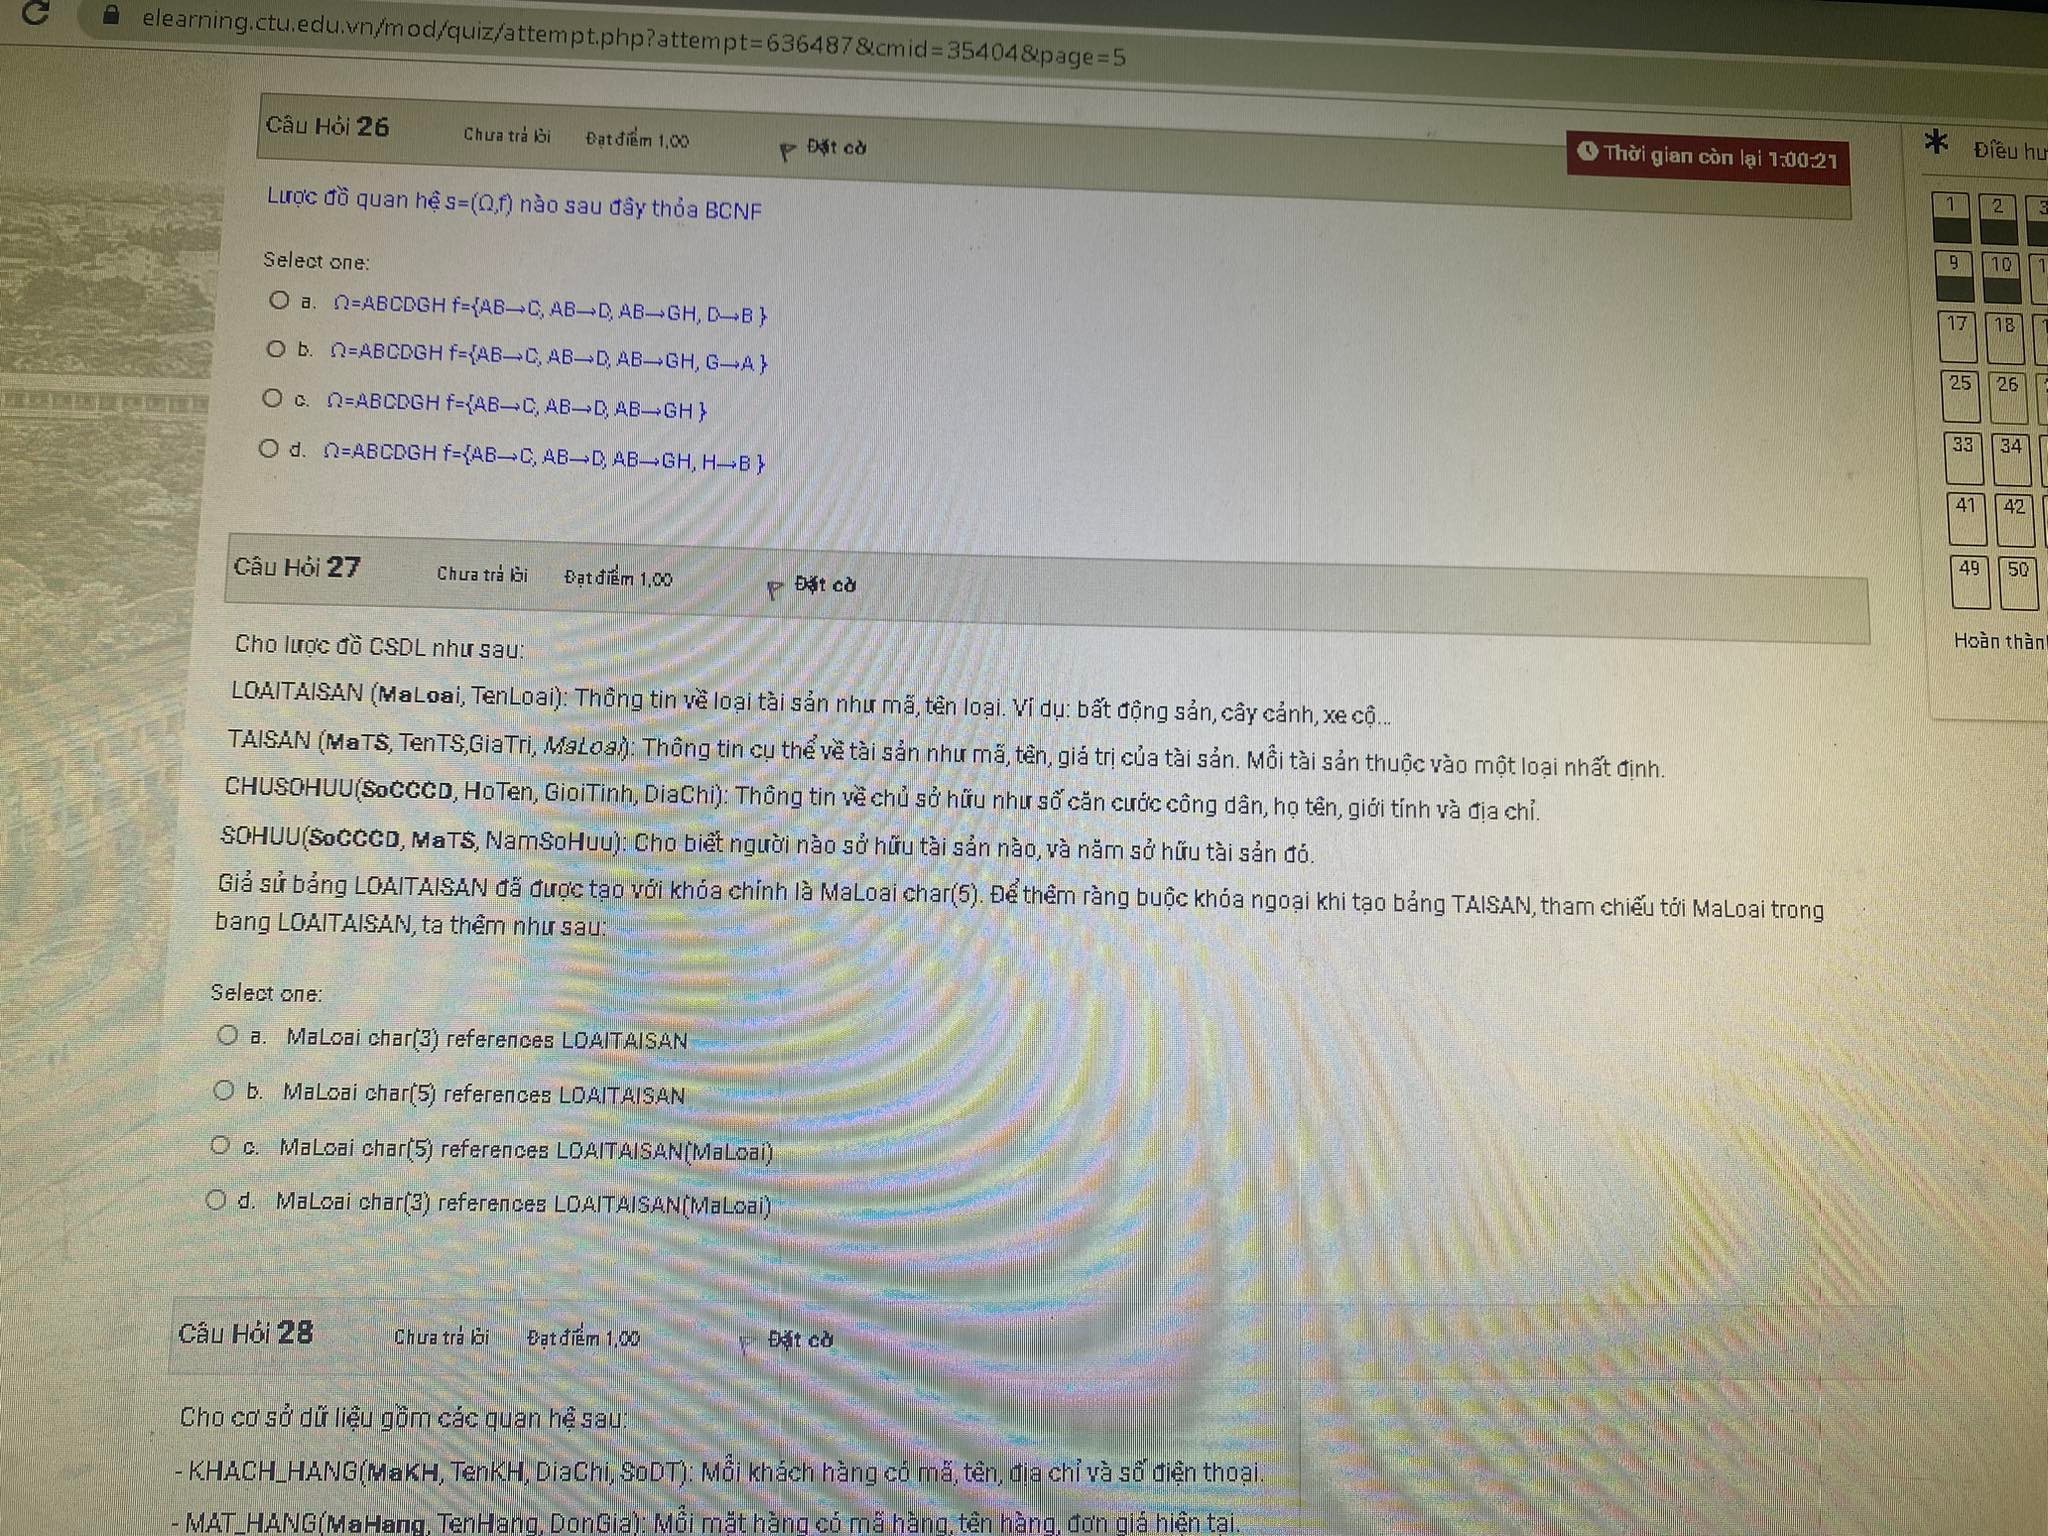 elearning.ctu.edu.vn/mod/quiz/attempt.php?attempt=636487&cmid=35404&page=5
Câu Hỏi 26 Chưa trả lời Đạt điểm 1,00 Đặt cờ
Thời gian còn lại 1:00:21
Điều hư
1 2 3
9 10 1
17 18 1
25 26 2
33 34
41 42
49 50
Hoàn thành
Lược đồ quan hệ s=(Ω,f) nào sau đây thỏa BCNF
Select one:
a. Ω=ABCDGH f={AB→C, AB→D, AB→GH, D→B }
b. Ω=ABCDGH f={AB→C, AB→D, AB→GH, G→A }
c. Ω=ABCDGH f={AB→C, AB→D, AB→GH }
d. Ω=ABCDGH f={AB→C, AB→D, AB→GH, H→B }
Câu Hỏi 27 Chưa trả lời Đạt điểm 1,00 Đặt cờ
Cho lược đồ CSDL như sau:
LOAITAISAN (MaLoai, TenLoai): Thông tin về loại tài sản như mã, tên loại. Ví dụ: bất động sản, cây cảnh, xe cộ...
TAISAN (MaTS, TenTS,GiaTri, MaLoai): Thông tin cụ thể về tài sản như mã, tên, giá trị của tài sản. Mỗi tài sản thuộc vào một loại nhất định.
CHUSOHUU(SoCCCD, HoTen, GioiTinh, DiaChi): Thông tin về chủ sở hữu như số căn cước công dân, họ tên, giới tính và địa chỉ.
SOHUU(SoCCCD, MaTS, NamSoHuu): Cho biết người nào sở hữu tài sản nào, và năm sở hữu tài sản đó.
Giả sử bảng LOAITAISAN đã được tạo với khóa chính là MaLoai char(5). Để thêm ràng buộc khóa ngoại khi tạo bảng TAISAN, tham chiếu tới MaLoai trong
bang LOAITAISAN, ta thêm như sau:
Select one:
a. MaLoai char(3) references LOAITAISAN
b. MaLoai char(5) references LOAITAISAN
c. MaLoai char(5) references LOAITAISAN(MaLoai)
d. MaLoai char(3) references LOAITAISAN(MaLoai)
Câu Hỏi 28 Chưa trả lời Đạt điểm 1,00 Đặt cờ
Cho cơ sở dữ liệu gồm các quan hệ sau:
- KHACH_HANG(MaKH, TenKH, DiaChi, SoDT): Mỗi khách hàng có mã, tên, địa chỉ và số điện thoại.
- MAT_HANG(MaHang, TenHang, DonGia): Mỗi mặt hàng có mã hàng, tên hàng, đơn giá hiện tại.